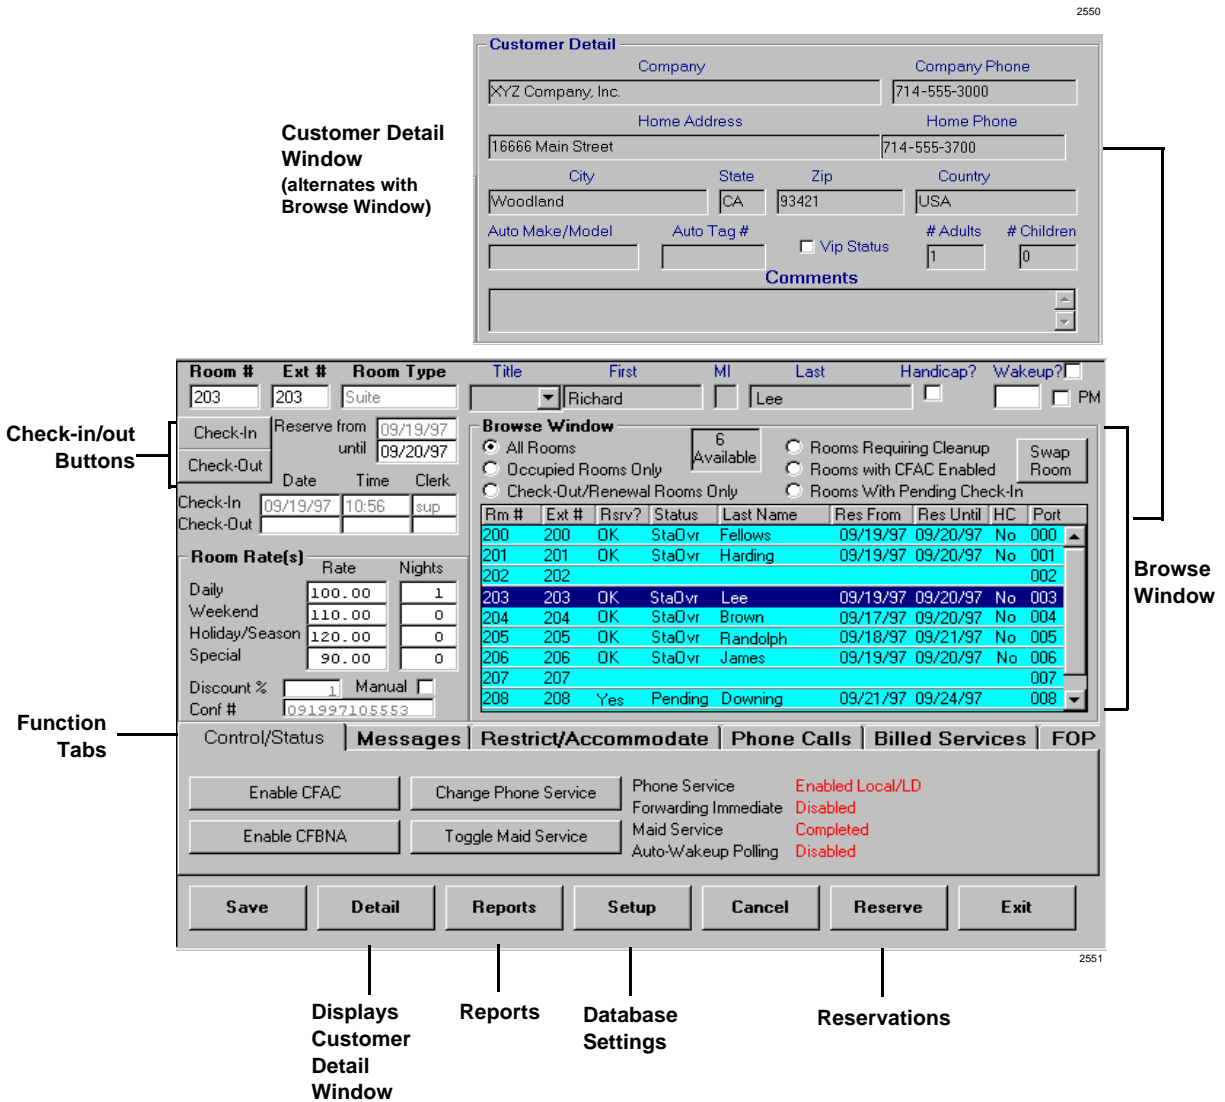 2550
Customer Detail
Company Company Phone
XYZ Company, Inc. 714-555-3000
Home Address Home Phone
16666 Main Street 714-555-3700
City State Zip Country
Woodland CA 93421 USA
Auto Make/Model Auto Tag # Vip Status # Adults # Children
1 0
Comments
Customer Detail
Window
(alternates with
Browse Window)
Room # Ext # Room Type Title First MI Last Handicap? Wakeup?
203 203 Suite Richard Lee PM
Check-in/out
Buttons
Check-In Reserve from 09/19/97
Check-Out until 09/20/97
Date Time Clerk
Check-In 09/19/97 10:56 sup
Check-Out
Browse Window
All Rooms
Occupied Rooms Only
Check-Out/Renewal Rooms Only
6
Available
Rooms Requiring Cleanup
Rooms with CFAC Enabled
Rooms With Pending Check-In
Swap
Room
Rm # Ext # Rsrv? Status Last Name Res From Res Until HC Port
200 200 OK StaOvr Fellows 09/19/97 09/20/97 No 000
201 201 OK StaOvr Harding 09/19/97 09/20/97 No 001
202 202 002
203 203 OK StaOvr Lee 09/19/97 09/20/97 No 003
204 204 OK StaOvr Brown 09/17/97 09/20/97 No 004
205 205 OK StaOvr Randolph 09/18/97 09/21/97 No 005
206 206 OK StaOvr James 09/19/97 09/20/97 No 006
207 207 007
208 208 Yes Pending Downing 09/21/97 09/24/97 008
Browse
Window
Room Rate(s)
Rate Nights
Daily 100.00 1
Weekend 110.00 0
Holiday/Season 120.00 0
Special 90.00 0
Discount % 1 Manual
Conf # 091997105553
Function
Tabs
Control/Status Messages Restrict/Accommodate Phone Calls Billed Services FOP
Enable CFAC Change Phone Service
Enable CFBNA Toggle Maid Service
Phone Service Enabled Local/LD
Forwarding Immediate Disabled
Maid Service Completed
Auto-Wakeup Polling Disabled
Save Detail Reports Setup Cancel Reserve Exit
2551
Displays
Customer
Detail
Window
Reports
Database
Settings
Reservations